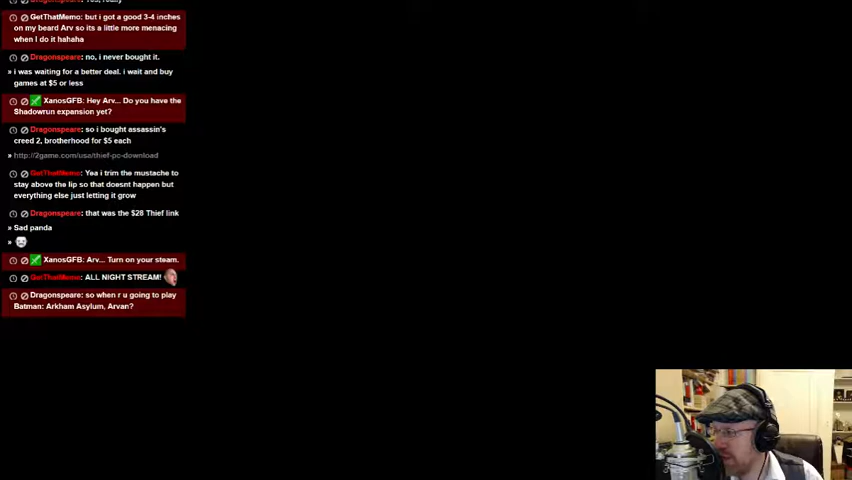 GetThatMemo: but i got a good 3-4 inches
on my beard Arv so its a little more menacing
when I do it hahaha
Dragonspeare: no, i never bought it.
» i was waiting for a better deal. i wait and buy
games at $5 or less
XanosGFB: Hey Arv... Do you have the
Shadowrun expansion yet?
Dragonspeare: so i bought assassin's
creed 2, brotherhood for $5 each
» http://2game.com/usa/thief-pc-download
GetThatMemo: Yea i trim the mustache to
stay above the lip so that doesnt happen but
everything else just letting it grow
Dragonspeare: that was the $28 Thief link
» Sad panda
»
XanosGFB: Arv... Turn on your steam.
GetThatMemo: ALL NIGHT STREAM!
Dragonspeare: so when r u going to play
Batman: Arkham Asylum, Arvan?